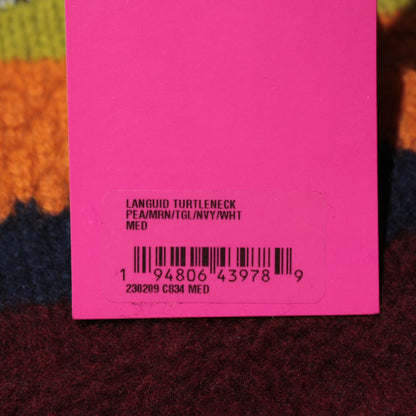 LANGUID TURTLENECK
PEA/MRN/TGL/NVY/WHT
MED
1 94806 43978 9
230209 C834 MED